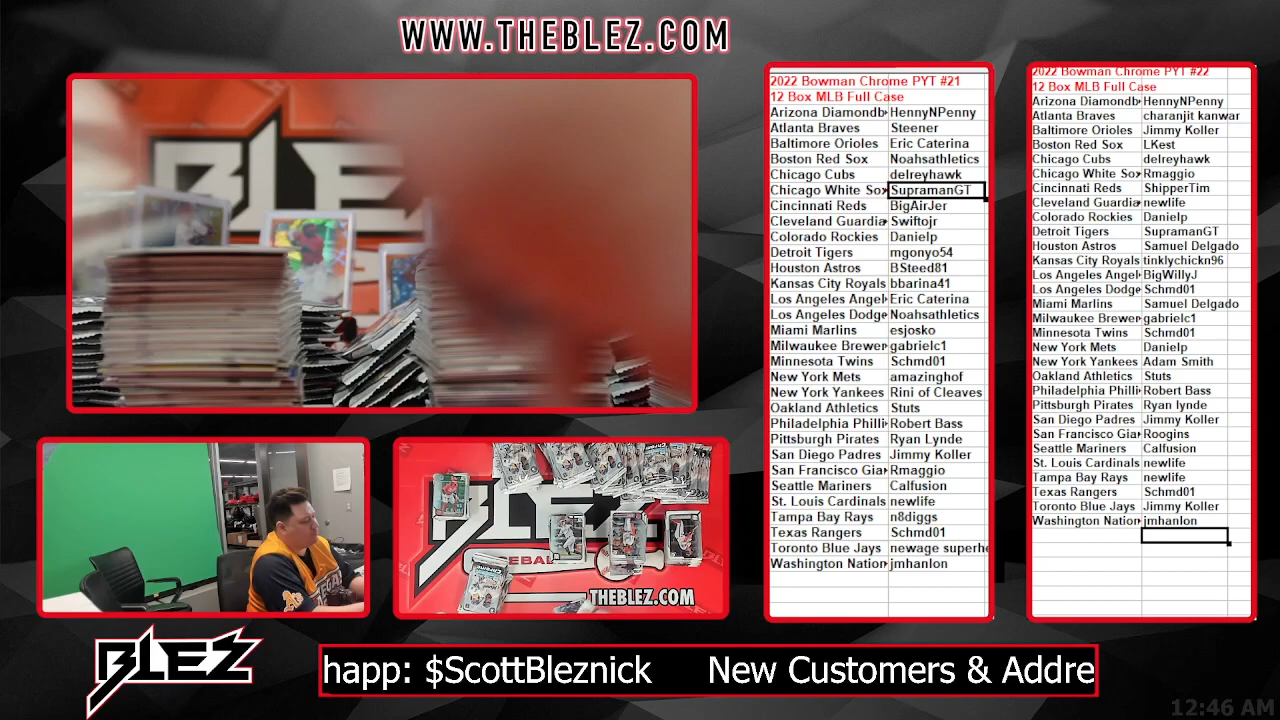 WWW.THEBLEZ.COM
BLEZ
2022 Bowman Chrome PYT #21
12 Box MLB Full Case
Arizona Diamondb HennyNPenny
Atlanta Braves Steener
Baltimore Orioles Eric Caterina
Boston Red Sox Noahsathletics
Chicago Cubs delreyhawk
Chicago White Sox SupramanGT
Cincinnati Reds BigAirJer
Cleveland Guardia Swiftojr
Colorado Rockies Danielp
Detroit Tigers mgonyo54
Houston Astros BSteed81
Kansas City Royals bbarina41
Los Angeles Angel Eric Caterina
Los Angeles Dodge Noahsathletics
Miami Marlins esjosko
Milwaukee Brewer gabrielc1
Minnesota Twins Schmd01
New York Mets amazinghof
New York Yankees Rini of Cleaves
Oakland Athletics Stuts
Philadelphia Philli Robert Bass
Pittsburgh Pirates Ryan Lynde
San Diego Padres Jimmy Koller
San Francisco Gia Rmaggio
Seattle Mariners Calfusion
St. Louis Cardinals newlife
Tampa Bay Rays n8diggs
Texas Rangers Schmd01
Toronto Blue Jays newage superhe
Washington Nation jmhanlon
2022 Bowman Chrome PYT #22
12 Box MLB Full Case
Arizona Diamondb HennyNPenny
Atlanta Braves charanjit kanwar
Baltimore Orioles Jimmy Koller
Boston Red Sox LKest
Chicago Cubs delreyhawk
Chicago White Sox Rmaggio
Cincinnati Reds ShipperTim
Cleveland Guardia newlife
Colorado Rockies Danielp
Detroit Tigers SupramanGT
Houston Astros Samuel Delgado
Kansas City Royals tinklychickn96
Los Angeles Angel BigWillyJ
Los Angeles Dodge Schmd01
Miami Marlins Samuel Delgado
Milwaukee Brewer gabrielc1
Minnesota Twins Schmd01
New York Mets Danielp
New York Yankees Adam Smith
Oakland Athletics Stuts
Philadelphia Philli Robert Bass
Pittsburgh Pirates Ryan lynde
San Diego Padres Jimmy Koller
San Francisco Gia Roogins
Seattle Mariners Calfusion
St. Louis Cardinals newlife
Tampa Bay Rays newlife
Texas Rangers Schmd01
Toronto Blue Jays Jimmy Koller
Washington Nation jmhanlon
A's
BLEZ
THEBLEZ.COM
BLEZ
happ: $ScottBleznick New Customers & Addre
12:46 AM